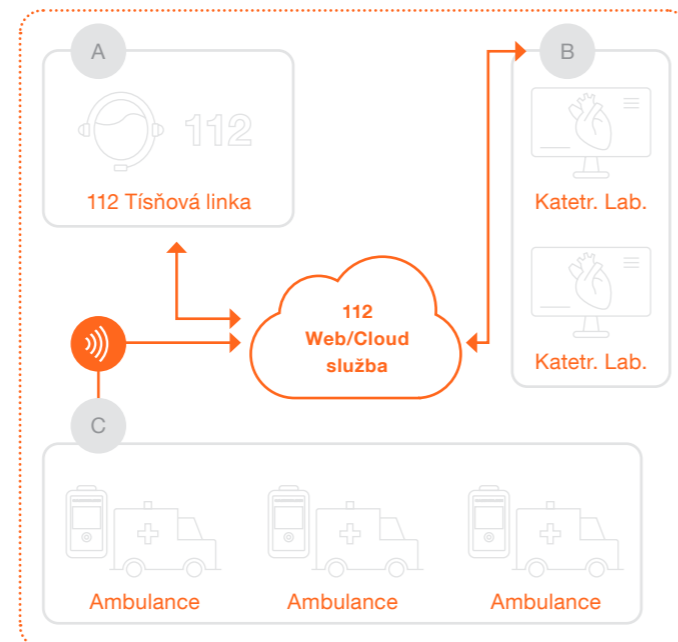 A
B
112
112 Tísňová linka
Katetr. Lab.
112
Web/Cloud
služba
Katetr. Lab.
C
Ambulance
Ambulance
Ambulance